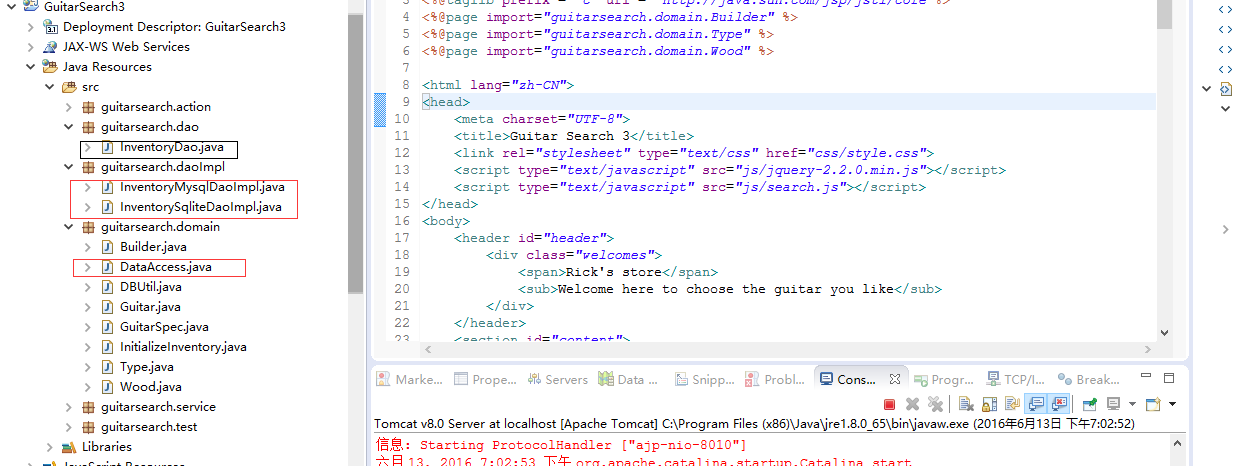 GuitarSearch3
Deployment Descriptor: GuitarSearch3
JAX-WS Web Services
Java Resources
src
guitarsearch.action
guitarsearch.dao
InventoryDao.java
guitarsearch.daoImpl
InventoryMysqlDaoImpl.java
InventorySqliteDaoImpl.java
guitarsearch.domain
Builder.java
DataAccess.java
DBUtil.java
Guitar.java
GuitarSpec.java
InitializeInventory.java
Type.java
Wood.java
guitarsearch.service
guitarsearch.test
Libraries
JavaScript Resources
3 <%@taglib prefix = "c" uri = "http://java.sun.com/jsp/jstl/core" %>
4 <%@page import="guitarsearch.domain.Builder" %>
5 <%@page import="guitarsearch.domain.Type" %>
6 <%@page import="guitarsearch.domain.Wood" %>
7
8 <html lang="zh-CN">
9 <head>
10 <meta charset="UTF-8">
11 <title>Guitar Search 3</title>
12 <link rel="stylesheet" type="text/css" href="css/style.css">
13 <script type="text/javascript" src="js/jquery-2.2.0.min.js"></script>
14 <script type="text/javascript" src="js/search.js"></script>
15 </head>
16 <body>
17 <header id="header">
18 <div class="welcomes">
19 <span>Rick's store</span>
20 <sub>Welcome here to choose the guitar you like</sub>
21 </div>
22 </header>
23 <section id="content">
Marke... Prope... Servers Data ... Snipp... Probl... Cons... Progr... TCP/I... Break...
Tomcat v8.0 Server at localhost [Apache Tomcat] C:\Program Files (x86)\Java\jre1.8.0_65\bin\javaw.exe (2016年6月13日 下午7:02:52)
信息: Starting ProtocolHandler ["ajp-nio-8010"]
六月 13, 2016 7:02:53 下午 org.apache.catalina.startup.Catalina start